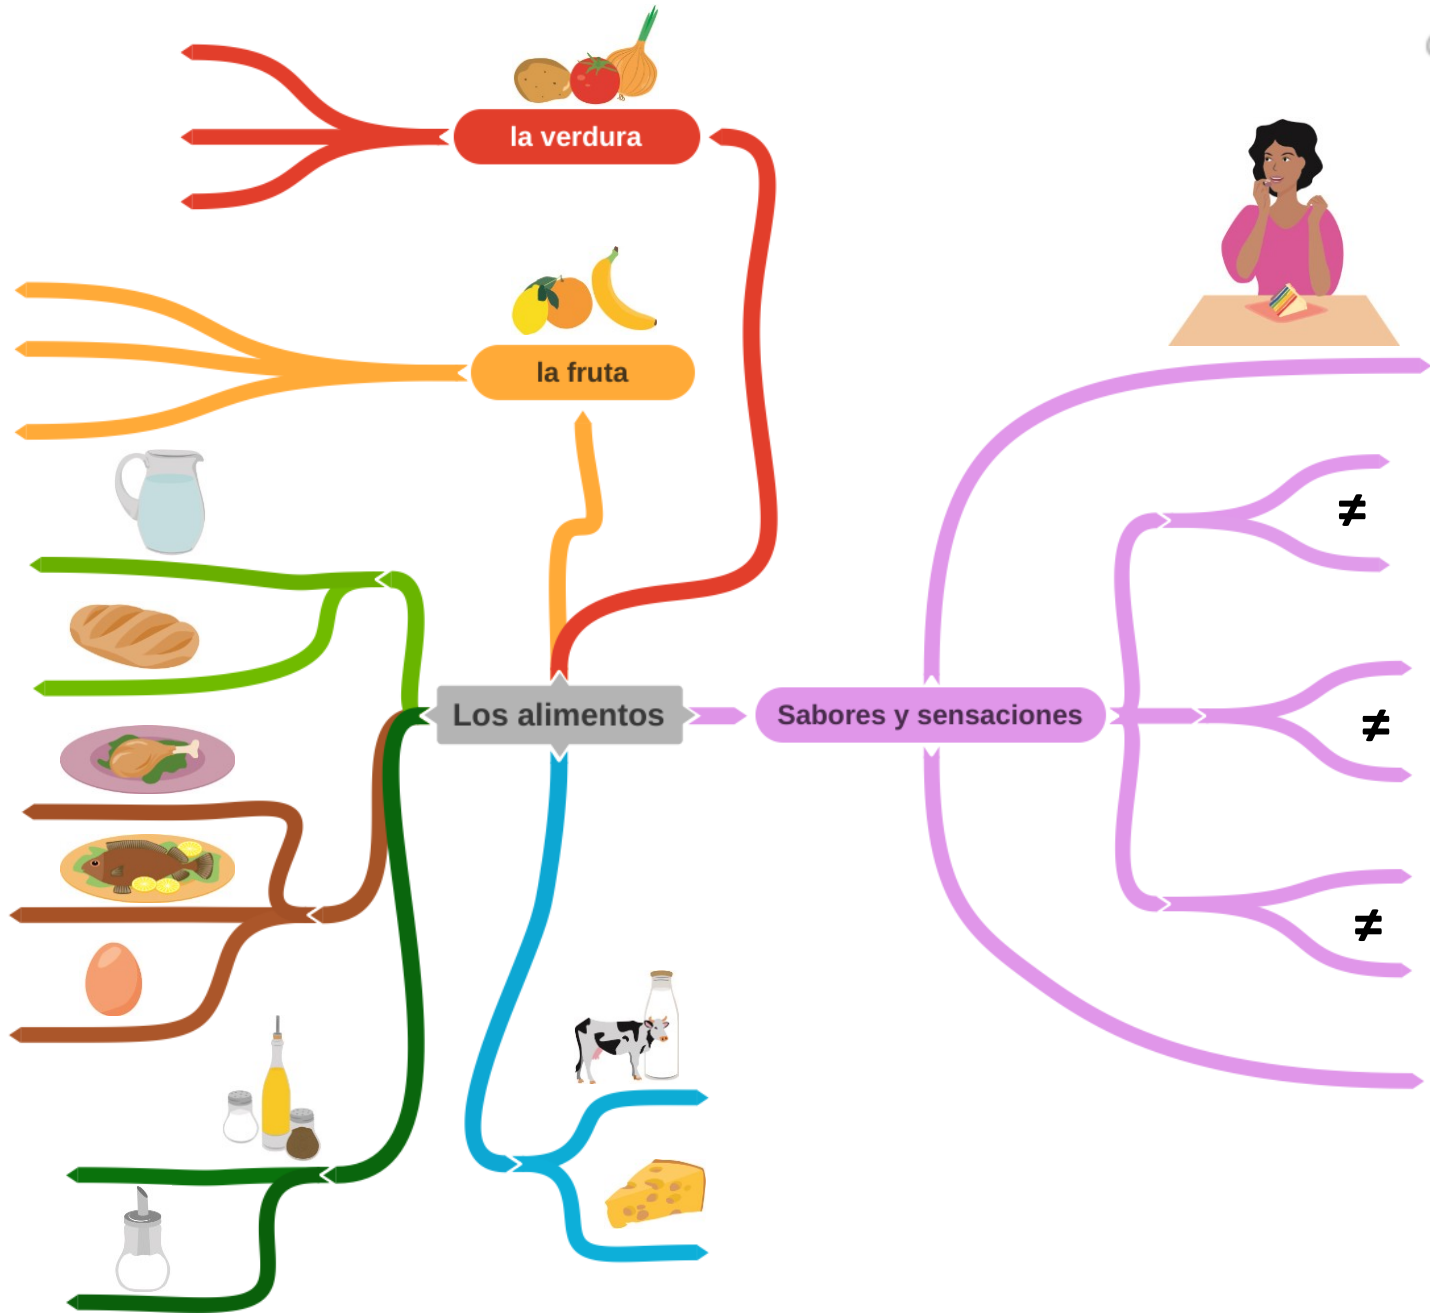 la verdura
la fruta
Los alimentos
Sabores y sensaciones
≠
≠
≠